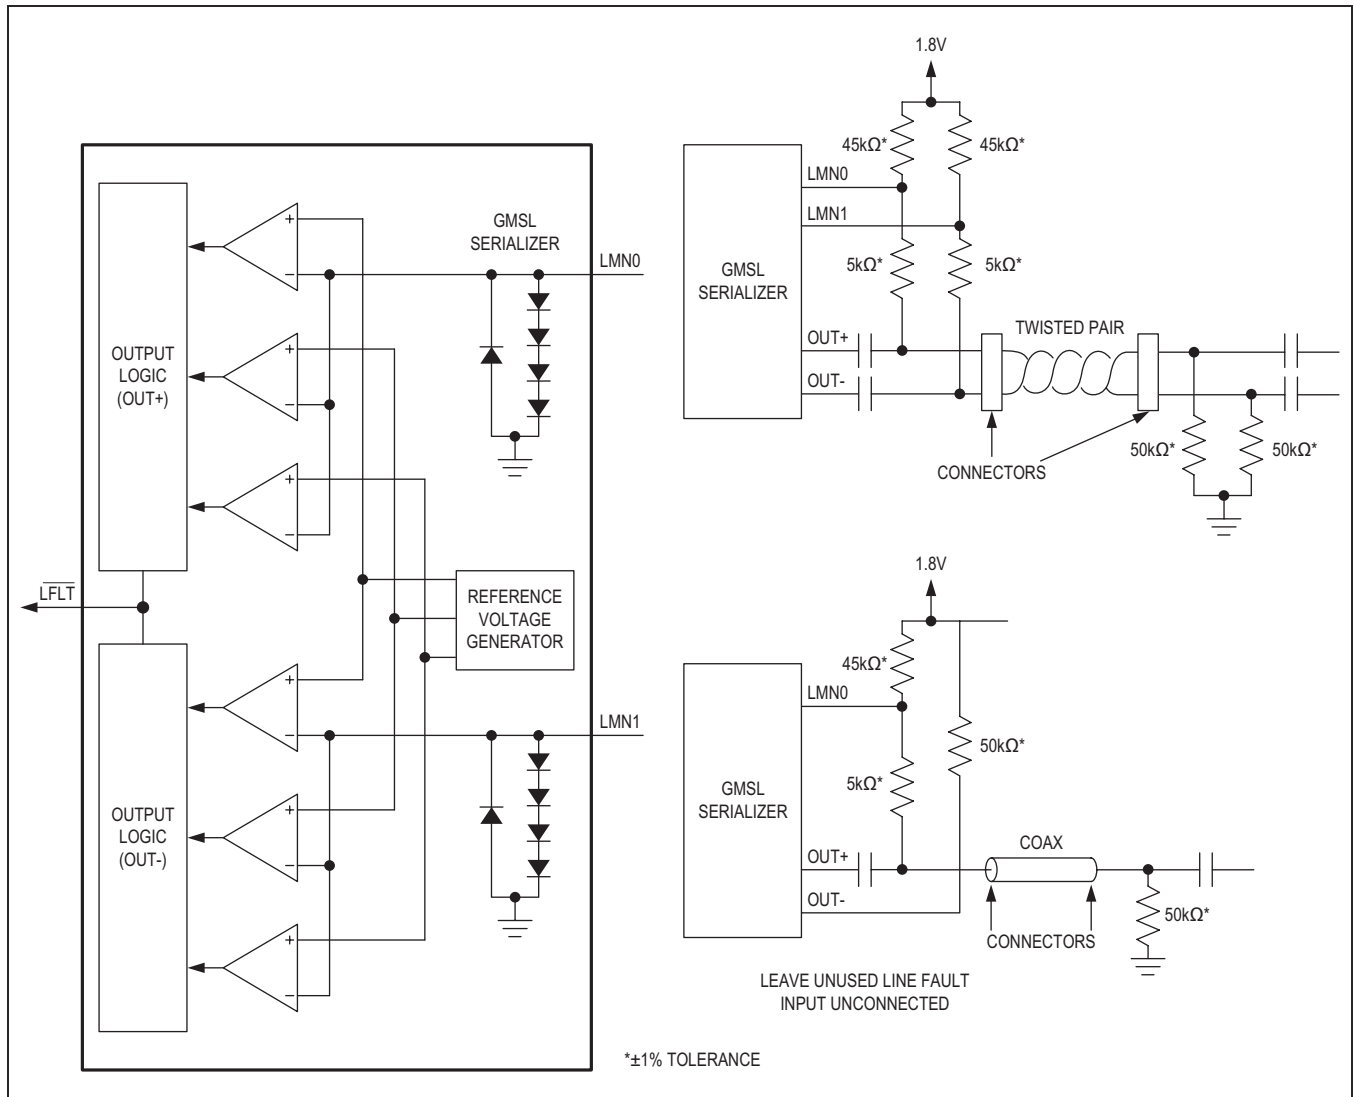 GMSL
SERIALIZER
LMN0
+
−
+
−
+
−
OUTPUT
LOGIC
(OUT+)
LFLT
REFERENCE
VOLTAGE
GENERATOR
LMN1
+
−
+
−
+
−
OUTPUT
LOGIC
(OUT-)
1.8V
45kΩ*
45kΩ*
LMN0
LMN1
5kΩ*
5kΩ*
GMSL
SERIALIZER
OUT+
OUT-
TWISTED PAIR
CONNECTORS
50kΩ*
50kΩ*
1.8V
45kΩ*
LMN0
50kΩ*
5kΩ*
GMSL
SERIALIZER
OUT+
OUT-
COAX
CONNECTORS
50kΩ*
LEAVE UNUSED LINE FAULT
INPUT UNCONNECTED
*±1% TOLERANCE